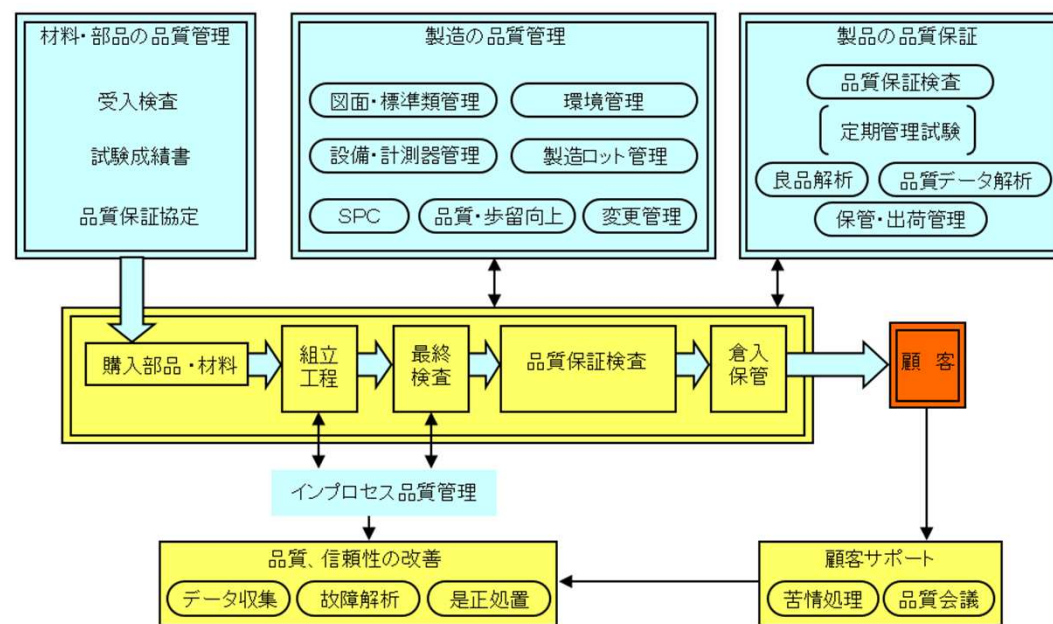 材料・部品の品質管理
受入検査
試験成績書
品質保証協定
製造の品質管理
図面・標準類管理
環境管理
設備・計測器管理
製造ロット管理
SPC
品質・歩留向上
変更管理
製品の品質保証
品質保証検査
定期管理試験
良品解析
品質データ解析
保管・出荷管理
購入部品・材料
組立
工程
最終
検査
品質保証検査
倉入
保管
顧 客
インプロセス品質管理
品質、信頼性の改善
データ収集
故障解析
是正処置
顧客サポート
苦情処理
品質会議